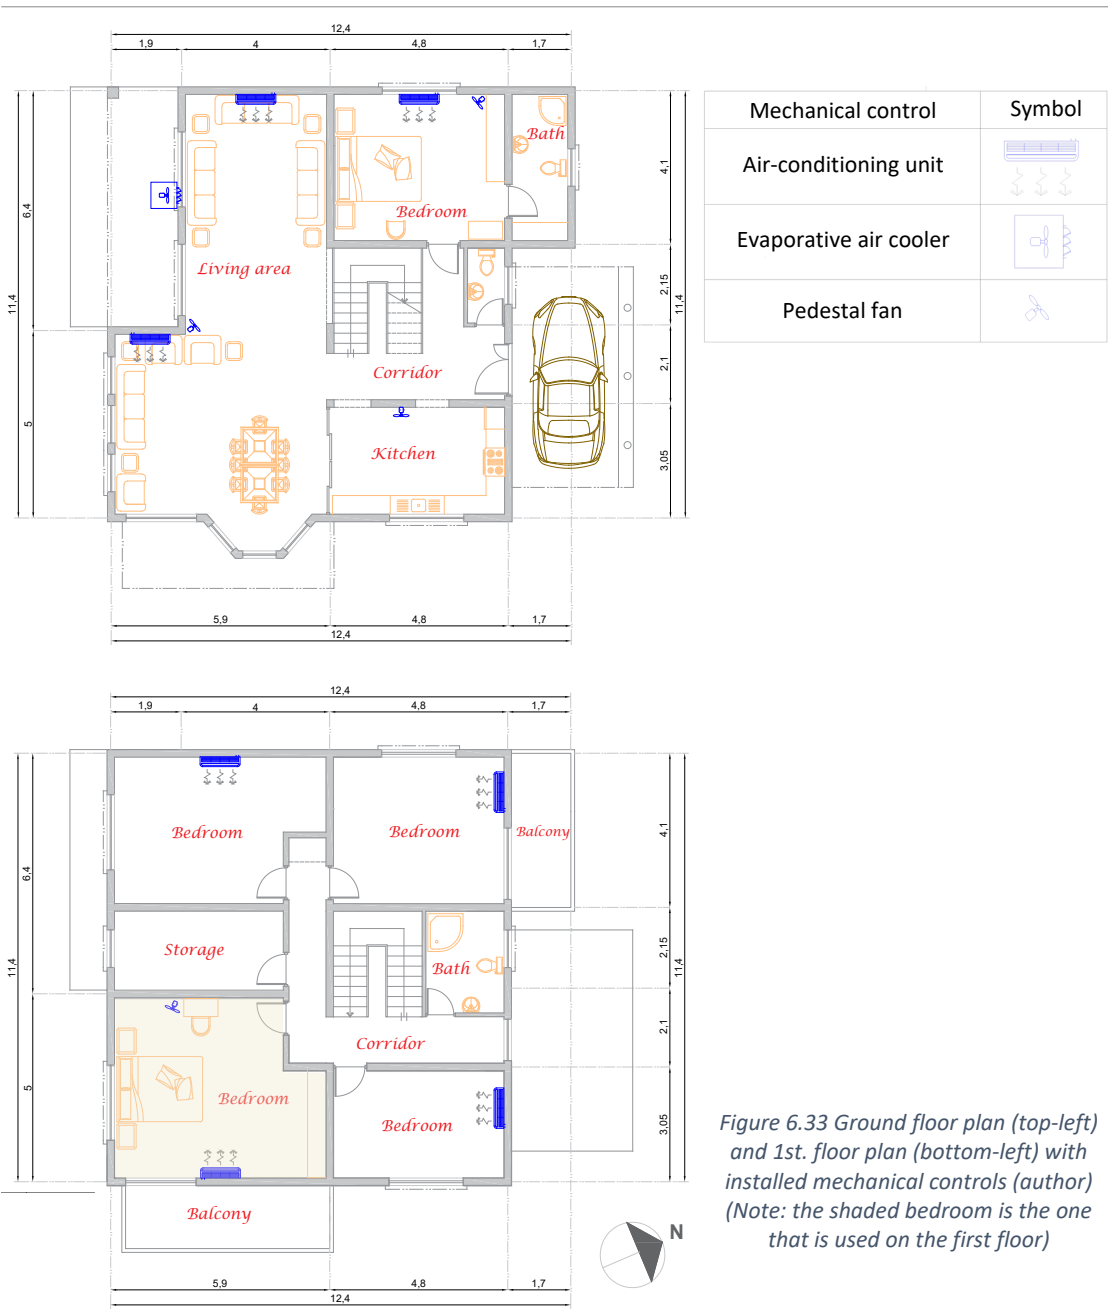 12,4
1,9 4 4,8 1,7
Mechanical control Symbol
Air-conditioning unit
Evaporative air cooler
Pedestal fan
Bath
Bedroom
Living area
Corridor
Kitchen
6,4
5
11,4
4,1
2,15
2,1
3,05
11,4
5,9 4,8 1,7
12,4
12,4
1,9 4 4,8 1,7
Bedroom Bedroom Balcony
Storage Bath
Corridor
Bedroom
Bedroom
Balcony
6,4
5
11,4
4,1
2,15
2,1
3,05
11,4
N
5,9 4,8 1,7
12,4
Figure 6.33 Ground floor plan (top-left)
and 1st. floor plan (bottom-left) with
installed mechanical controls (author)
(Note: the shaded bedroom is the one
that is used on the first floor)